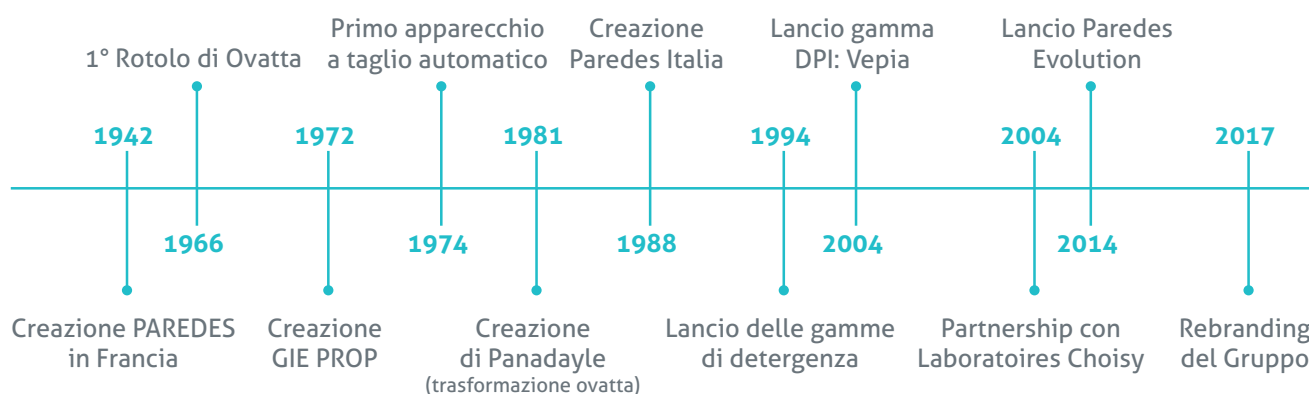 1° Rotolo di Ovatta
Primo apparecchio
a taglio automatico
Creazione
Paredes Italia
Lancio gamma
DPI: Vepia
Lancio Paredes
Evolution
1942
1972
1981
1994
2004
2017
1966
1974
1988
2004
2014
Creazione PAREDES
in Francia
Creazione
GIE PROP
Creazione
di Panadayle
(trasformazione ovatta)
Lancio delle gamme
di detergenza
Partnership con
Laboratoires Choisy
Rebranding
del Gruppo